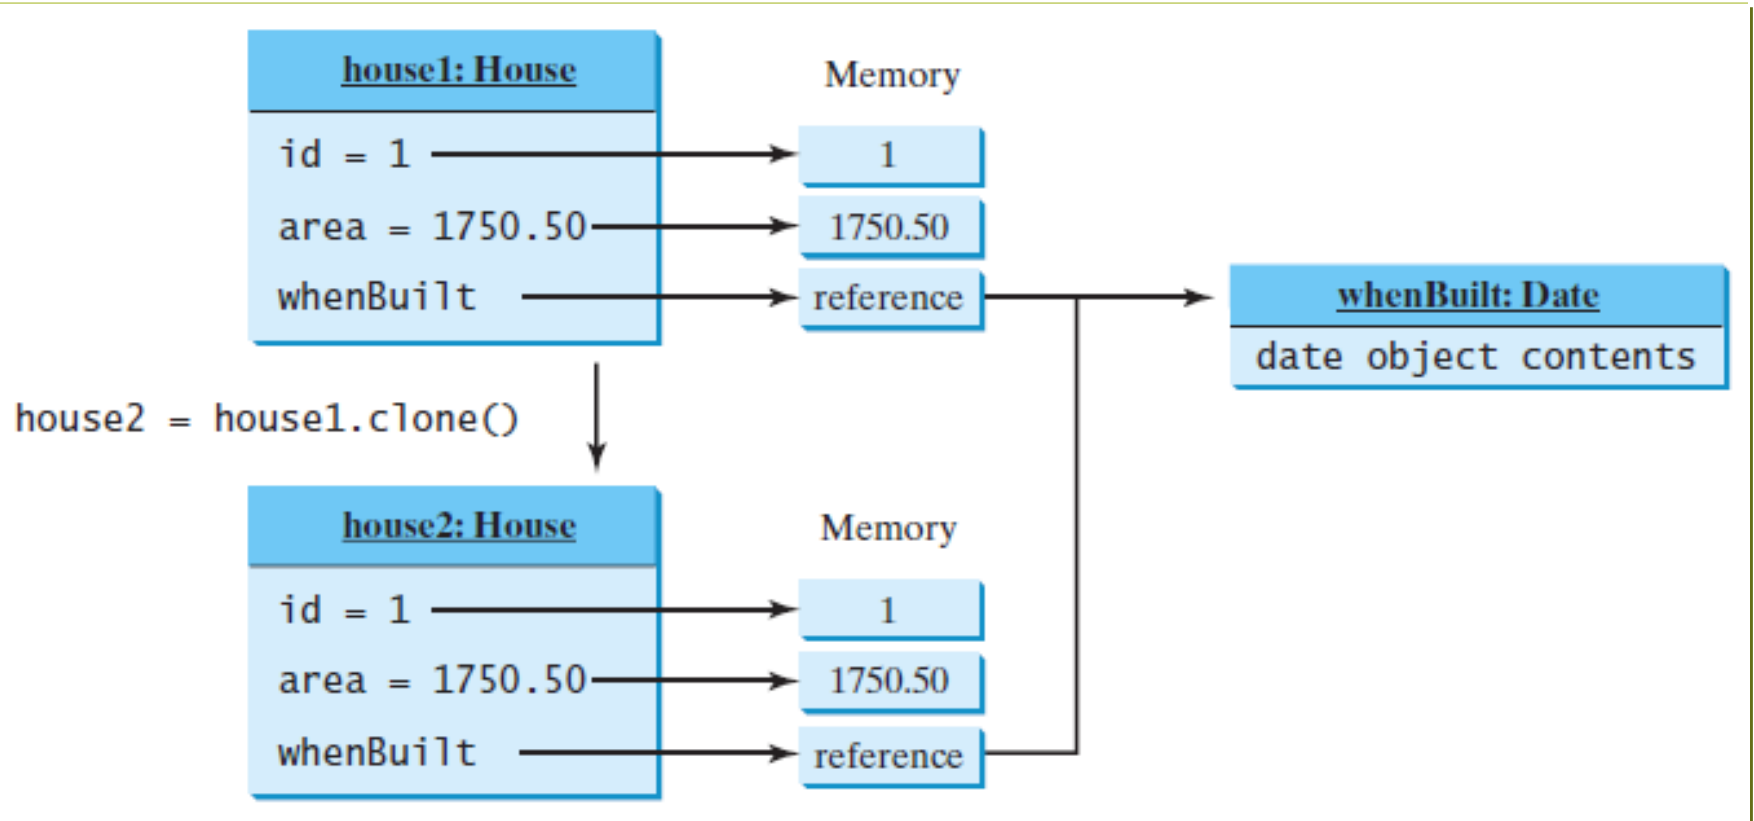 house1: House
Memory
id = 1
1
area = 1750.50
1750.50
whenBuilt
reference
whenBuilt: Date
date object contents
house2 = house1.clone()
house2: House
Memory
id = 1
1
area = 1750.50
1750.50
whenBuilt
reference